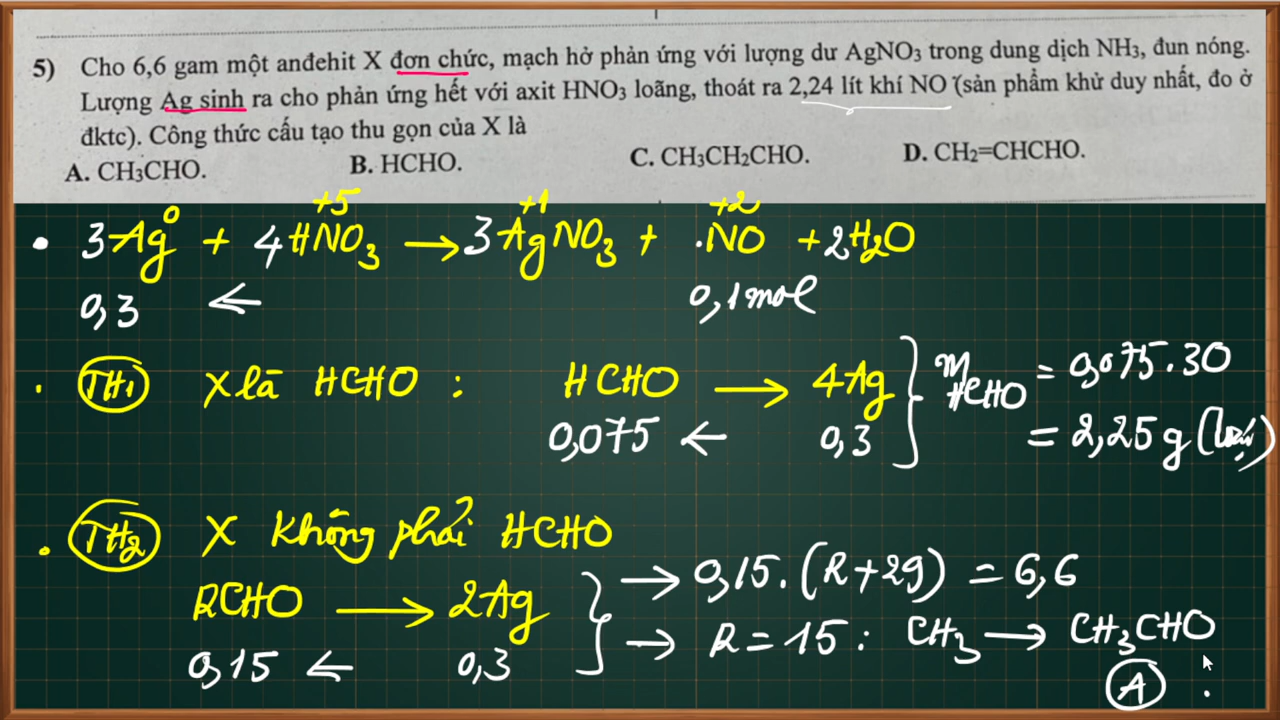 5) Cho 6,6 gam một anđehit X đơn chức, mạch hở phản ứng với lượng dư AgNO₃ trong dung dịch NH₃, đun nóng.
Lượng Ag sinh ra cho phản ứng hết với axit HNO₃ loãng, thoát ra 2,24 lít khí NO (sản phẩm khử duy nhất, đo ở
đktc). Công thức cấu tạo thu gọn của X là
A. CH₃CHO. B. HCHO. C. CH₃CH₂CHO. D. CH₂=CHCHO.
0 +5 +1 +2
3Ag + 4HNO₃ → 3AgNO₃ + NO + 2H₂O
0,3 ← 0,1mol
TH1 X là HCHO : HCHO → 4Ag
0,075 ← 0,3
m HCHO = 0,075.30
= 2,25g (loại)
TH2 X không phải HCHO
RCHO → 2Ag
0,15 ← 0,3
→ 0,15.(R+29) = 6,6
→ R = 15 : CH₃ → CH₃CHO
A